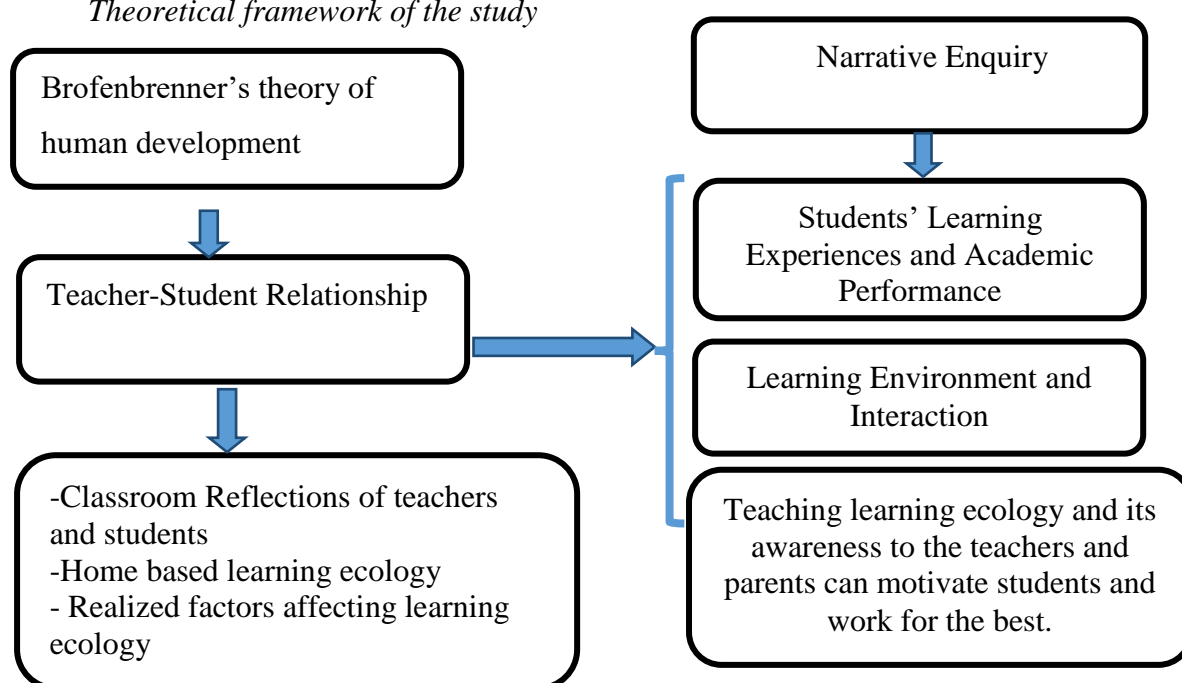 Theoretical framework of the study
Brofenbrenner’s theory of
human development
Teacher-Student Relationship
-Classroom Reflections of teachers
and students
-Home based learning ecology
- Realized factors affecting learning
ecology
Narrative Enquiry
Students’ Learning
Experiences and Academic
Performance
Learning Environment and
Interaction
Teaching learning ecology and its
awareness to the teachers and
parents can motivate students and
work for the best.